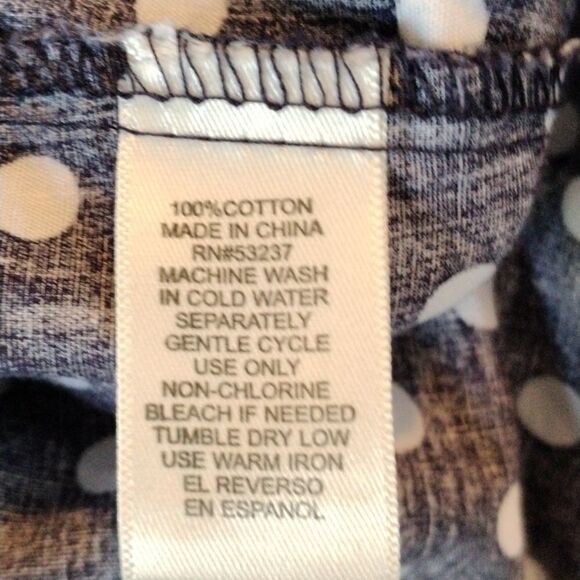 100%COTTON
MADE IN CHINA
RN#53237
MACHINE WASH
IN COLD WATER
SEPARATELY
GENTLE CYCLE
USE ONLY
NON-CHLORINE
BLEACH IF NEEDED
TUMBLE DRY LOW
USE WARM IRON
EL REVERSO
EN ESPANOL